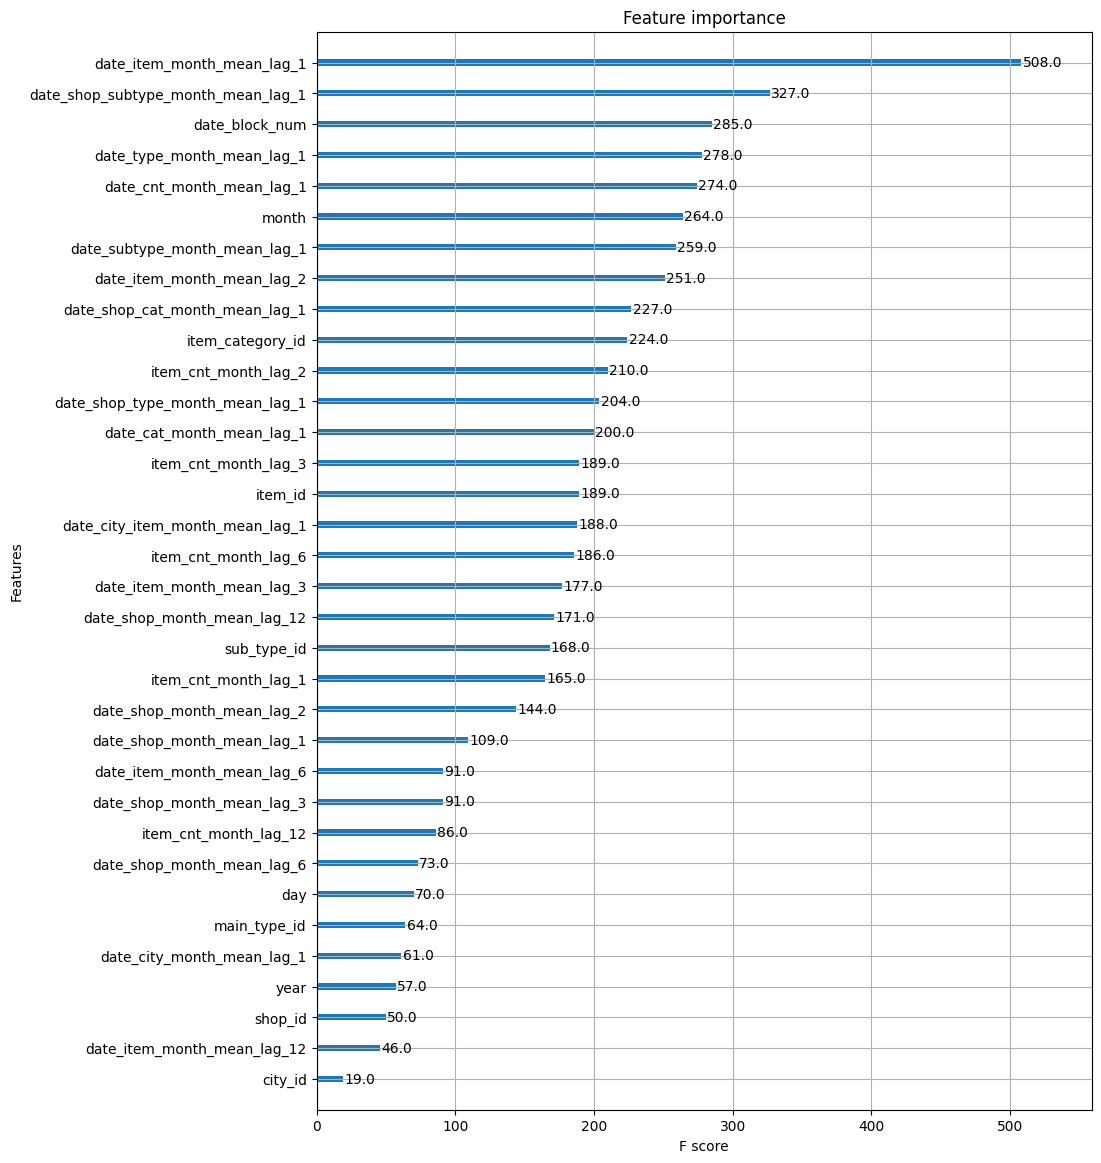 Feature importance
date_item_month_mean_lag_1 508.0
date_shop_subtype_month_mean_lag_1 327.0
date_block_num 285.0
date_type_month_mean_lag_1 278.0
date_cnt_month_mean_lag_1 274.0
month 264.0
date_subtype_month_mean_lag_1 259.0
date_item_month_mean_lag_2 251.0
date_shop_cat_month_mean_lag_1 227.0
item_category_id 224.0
item_cnt_month_lag_2 210.0
date_shop_type_month_mean_lag_1 204.0
date_cat_month_mean_lag_1 200.0
item_cnt_month_lag_3 189.0
item_id 189.0
date_city_item_month_mean_lag_1 188.0
item_cnt_month_lag_6 186.0
date_item_month_mean_lag_3 177.0
date_shop_month_mean_lag_12 171.0
sub_type_id 168.0
item_cnt_month_lag_1 165.0
date_shop_month_mean_lag_2 144.0
date_shop_month_mean_lag_1 109.0
date_item_month_mean_lag_6 91.0
date_shop_month_mean_lag_3 91.0
item_cnt_month_lag_12 86.0
date_shop_month_mean_lag_6 73.0
day 70.0
main_type_id 64.0
date_city_month_mean_lag_1 61.0
year 57.0
shop_id 50.0
date_item_month_mean_lag_12 46.0
city_id 19.0
Features
0 100 200 300 400 500
F score